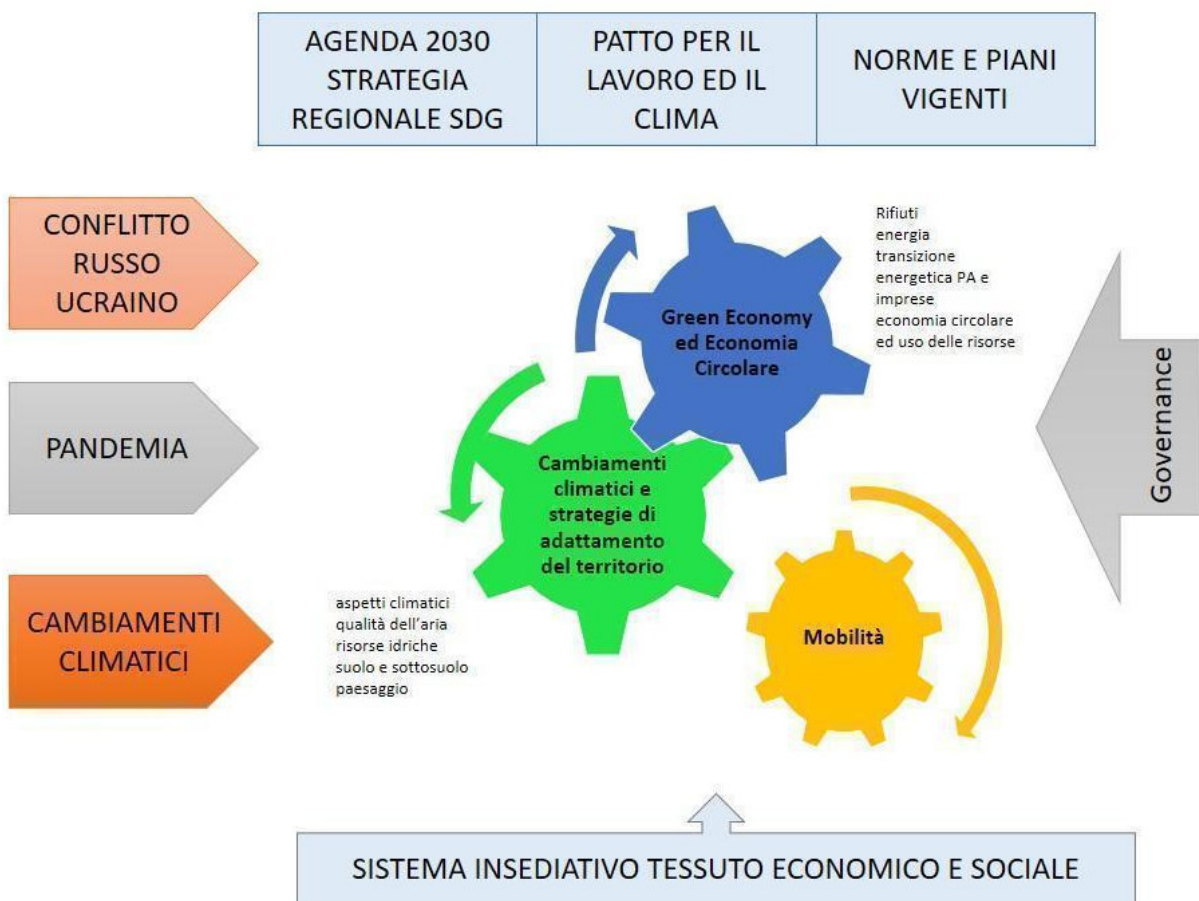 AGENDA 2030
STRATEGIA
REGIONALE SDG
PATTO PER IL
LAVORO ED IL
CLIMA
NORME E PIANI
VIGENTI
CONFLITTO
RUSSO
UCRAINO
PANDEMIA
CAMBIAMENTI
CLIMATICI
Green Economy
ed Economia
Circolare
Rifiuti
energia
transizione
energetica PA e
imprese
economia circolare
ed uso delle risorse
Cambiamenti
climatici e
strategie di
adattamento
del territorio
aspetti climatici
qualità dell'aria
risorse idriche
suolo e sottosuolo
paesaggio
Mobilità
Governance
SISTEMA INSEDIATIVO TESSUTO ECONOMICO E SOCIALE